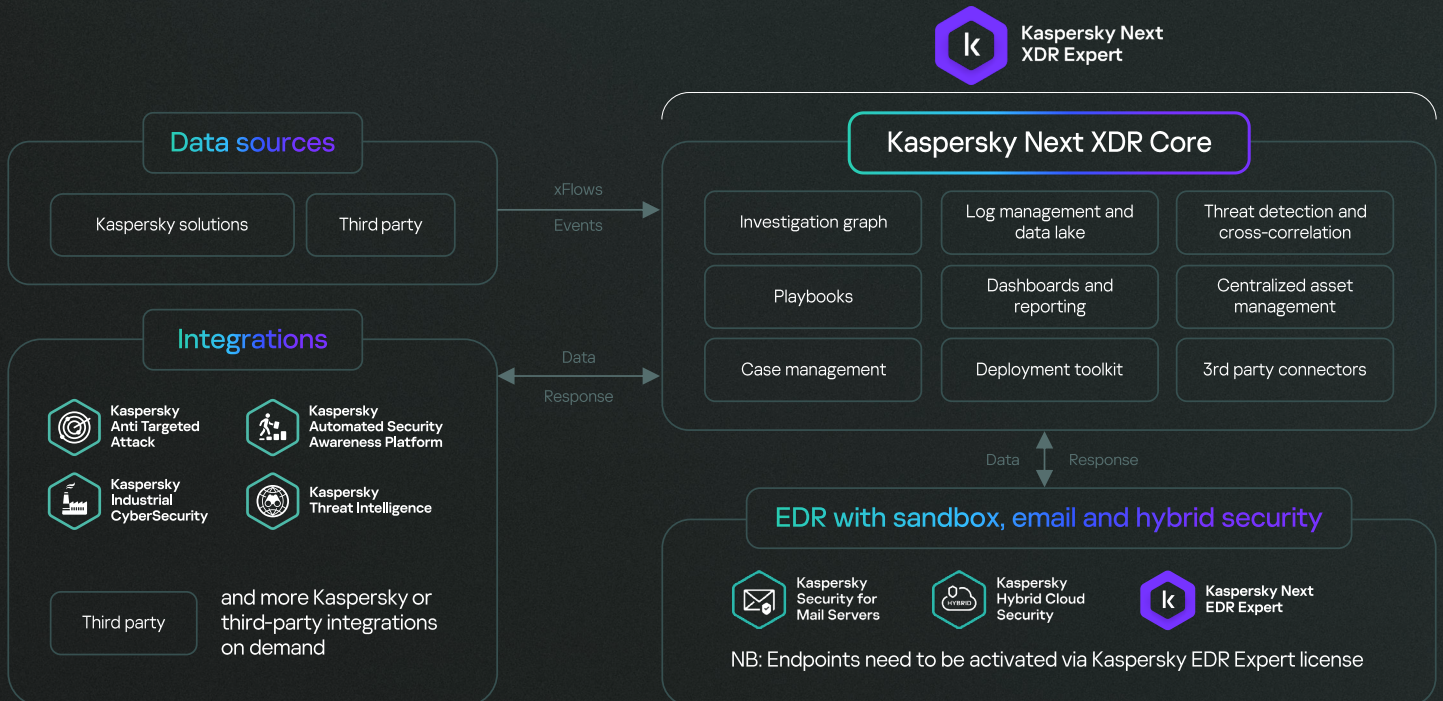 Kaspersky Next
XDR Expert
Data sources
Kaspersky solutions
Third party
xFlows
Events
Kaspersky Next XDR Core
Investigation graph
Log management and
data lake
Threat detection and
cross-correlation
Playbooks
Dashboards and
reporting
Centralized asset
management
Case management
Deployment toolkit
3rd party connectors
Integrations
Kaspersky
Anti Targeted
Attack
Kaspersky
Automated Security
Awareness Platform
Kaspersky
Industrial
CyberSecurity
Kaspersky
Threat Intelligence
Third party
and more Kaspersky or
third-party integrations
on demand
Data
Response
Data
Response
EDR with sandbox, email and hybrid security
Kaspersky
Security for
Mail Servers
HYBRID
Kaspersky
Hybrid Cloud
Security
Kaspersky Next
EDR Expert
NB: Endpoints need to be activated via Kaspersky EDR Expert license